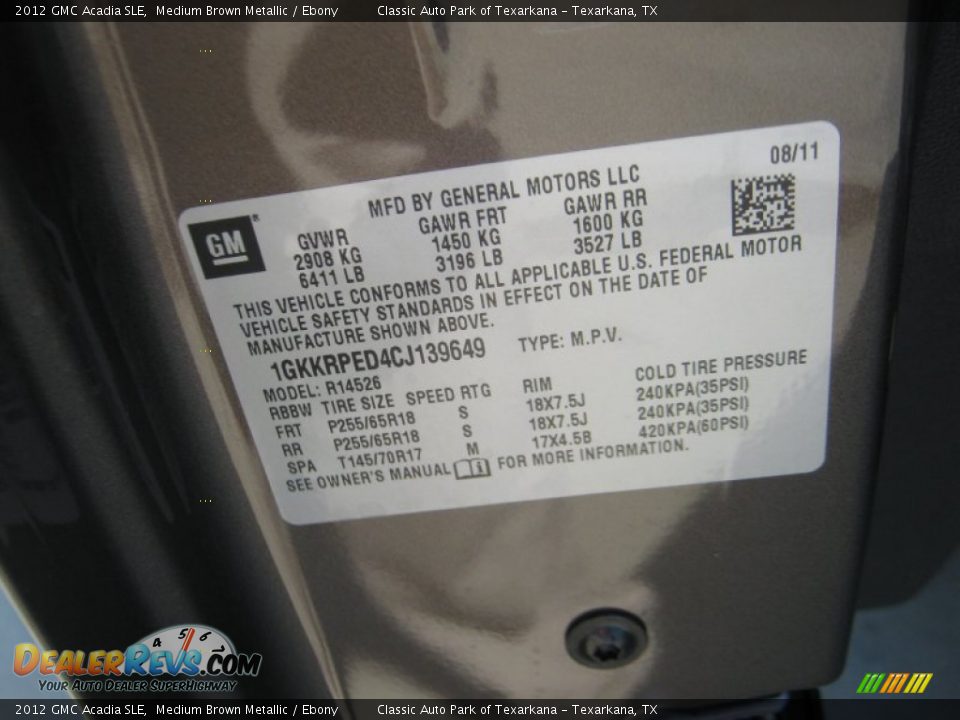 2012 GMC Acadia SLE, Medium Brown Metallic / Ebony Classic Auto Park of Texarkana - Texarkana, TX
08/11
MFD BY GENERAL MOTORS LLC
GM ®
GVWR GAWR FRT GAWR RR
2908 KG 1450 KG 1600 KG
6411 LB 3196 LB 3527 LB
THIS VEHICLE CONFORMS TO ALL APPLICABLE U.S. FEDERAL MOTOR
VEHICLE SAFETY STANDARDS IN EFFECT ON THE DATE OF
MANUFACTURE SHOWN ABOVE.
1GKKRPED4CJ139649 TYPE: M.P.V.
MODEL: R14526
RBBW TIRE SIZE SPEED RTG RIM COLD TIRE PRESSURE
FRT P255/65R18 S 18X7.5J 240KPA(35PSI)
RR P255/65R18 S 18X7.5J 240KPA(35PSI)
SPA T145/70R17 M 17X4.5B 420KPA(60PSI)
SEE OWNER'S MANUAL i FOR MORE INFORMATION.
4 5 6
DEALERREVS.COM
YOUR AUTO DEALER SUPERHIGHWAY
2012 GMC Acadia SLE, Medium Brown Metallic / Ebony Classic Auto Park of Texarkana - Texarkana, TX